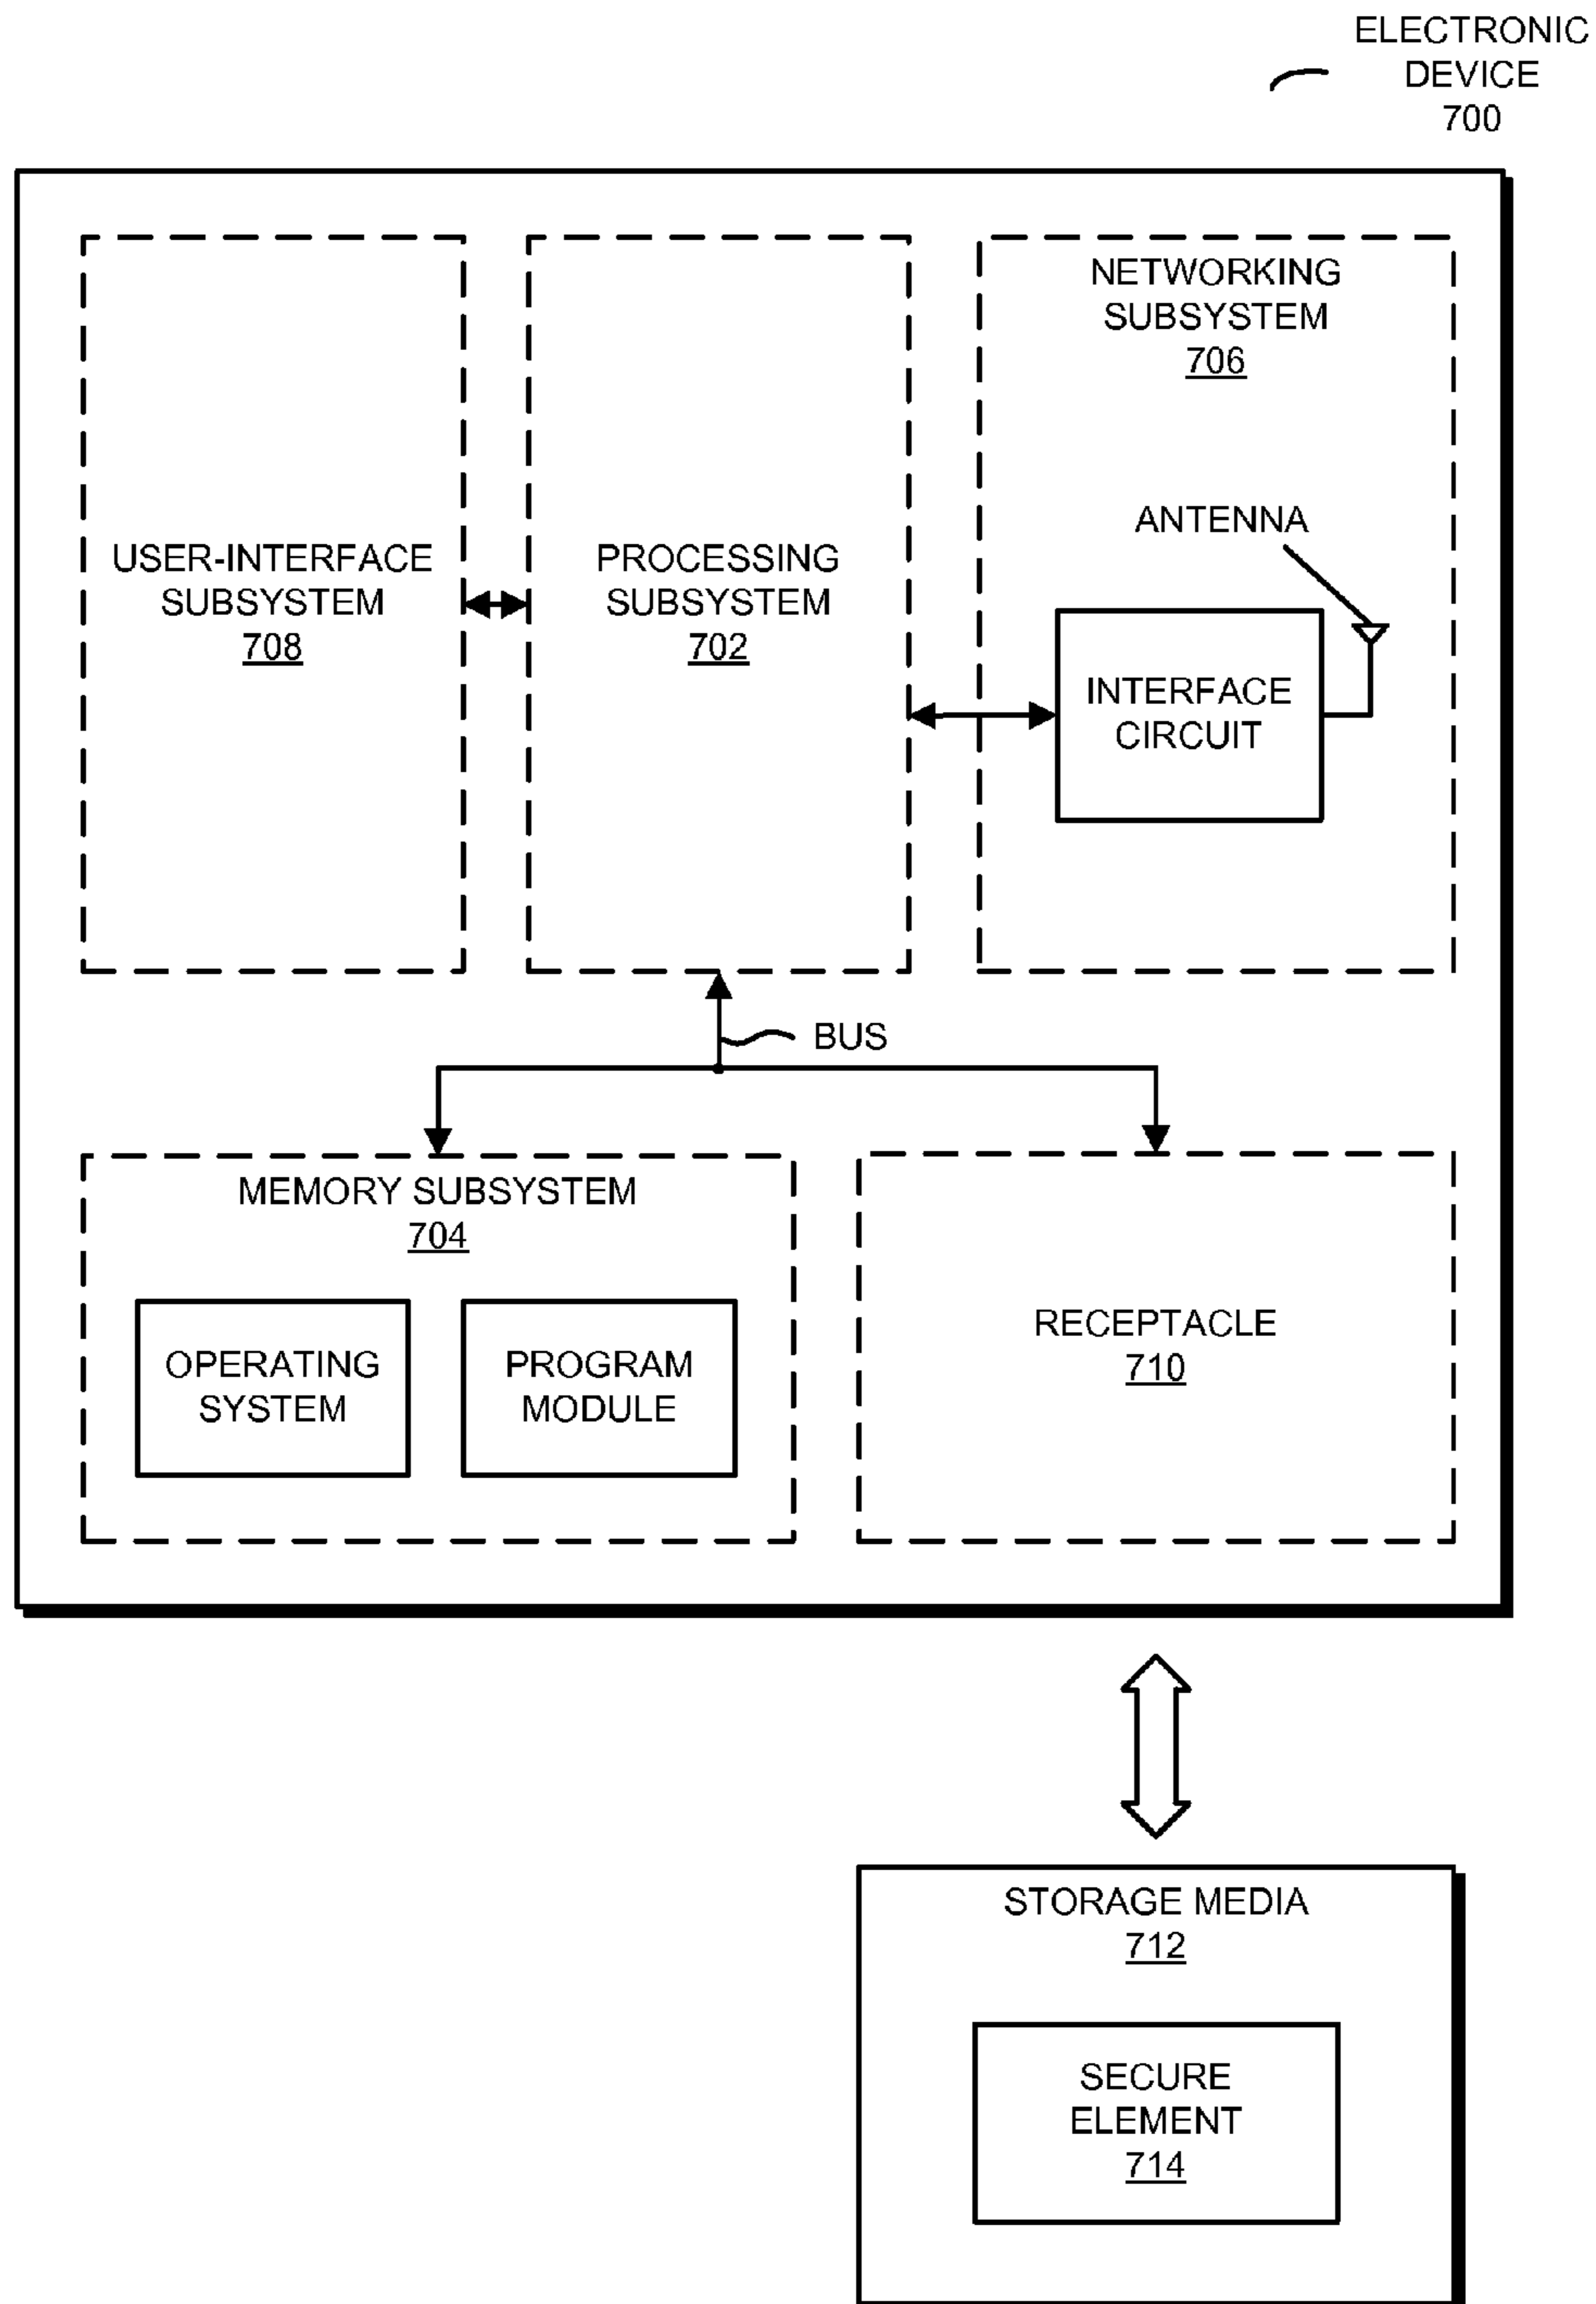 ELECTRONIC
DEVICE
700
NETWORKING
SUBSYSTEM
706
ANTENNA
USER-INTERFACE
SUBSYSTEM
708
PROCESSING
SUBSYSTEM
702
INTERFACE
CIRCUIT
BUS
MEMORY SUBSYSTEM
704
OPERATING
SYSTEM
PROGRAM
MODULE
RECEPTACLE
710
STORAGE MEDIA
712
SECURE
ELEMENT
714